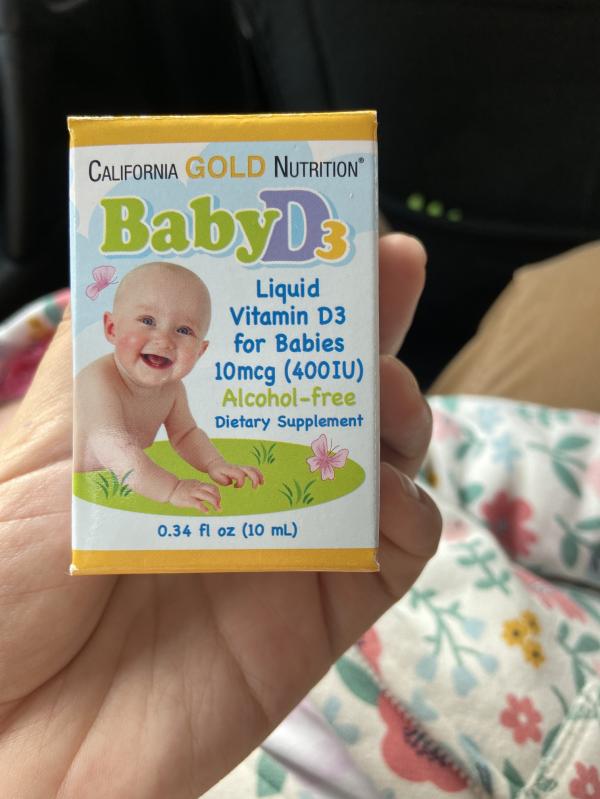 CALIFORNIA GOLD NUTRITION®
BabyD3
Liquid
Vitamin D3
for Babies
10mcg (400IU)
Alcohol-free
Dietary Supplement
0.34 fl oz (10 mL)